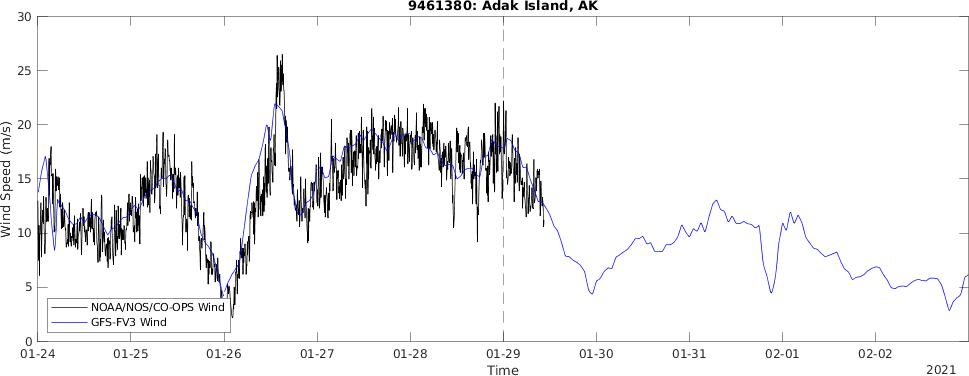 9461380: Adak Island, AK
Wind Speed (m/s)
30
25
20
15
10
5
0
NOAA/NOS/CO-OPS Wind
GFS-FV3 Wind
01-24 01-25 01-26 01-27 01-28 01-29 01-30 01-31 02-01 02-02
Time
2021